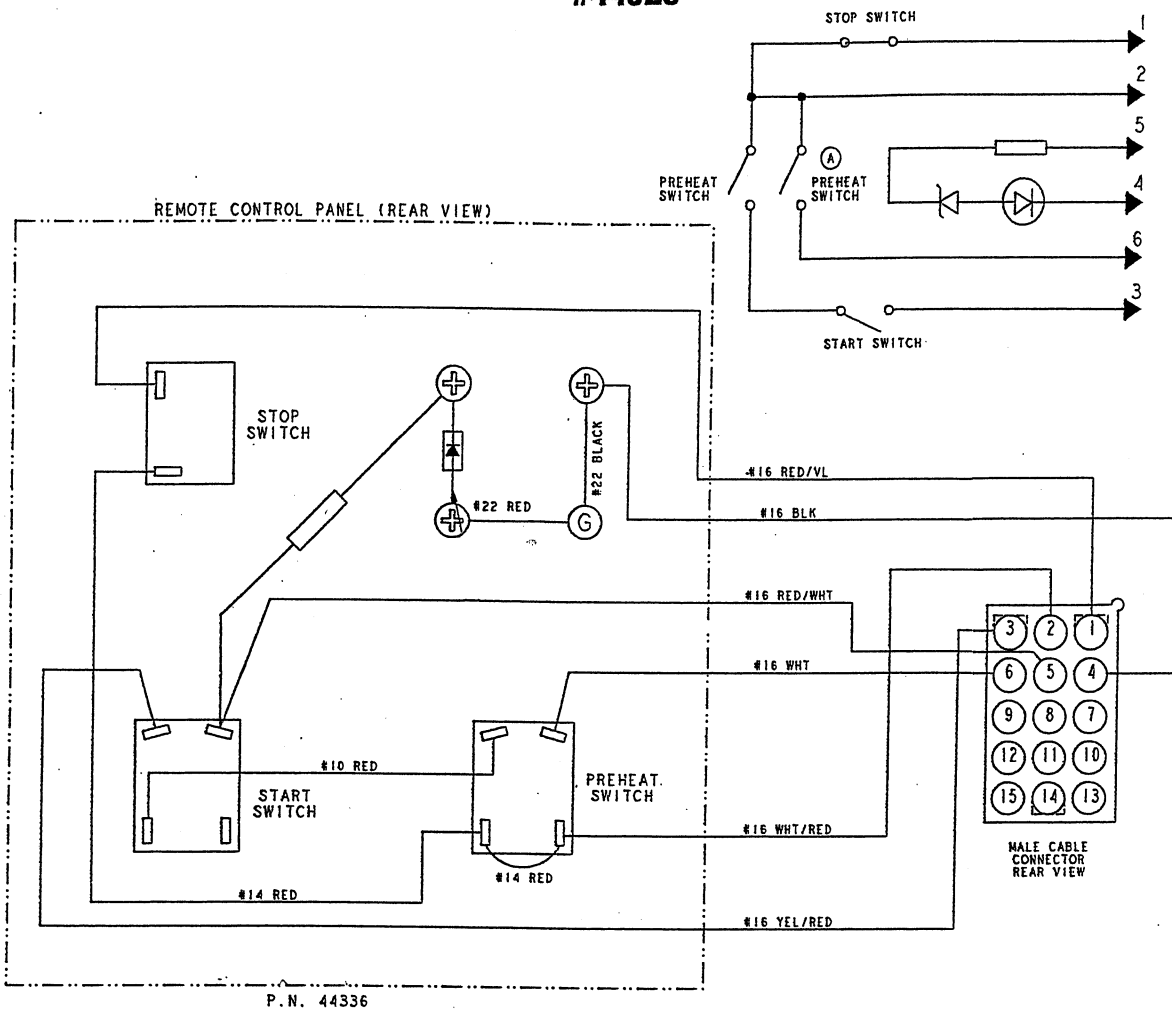 STOP SWITCH
1
2
5
A
PREHEAT
SWITCH
PREHEAT
SWITCH
4
6
3
START SWITCH
REMOTE CONTROL PANEL (REAR VIEW)
STOP
SWITCH
#22 BLACK
#22 RED
G
#16 RED/VL
#16 BLK
#16 RED/WHT
#16 WHT
3 2 1
6 5 4
9 8 7
12 11 10
15 14 13
#10 RED
START
SWITCH
PREHEAT
SWITCH
#16 WHT/RED
MALE CABLE
CONNECTOR
REAR VIEW
#14 RED
#14 RED
#16 YEL/RED
P.N. 44336